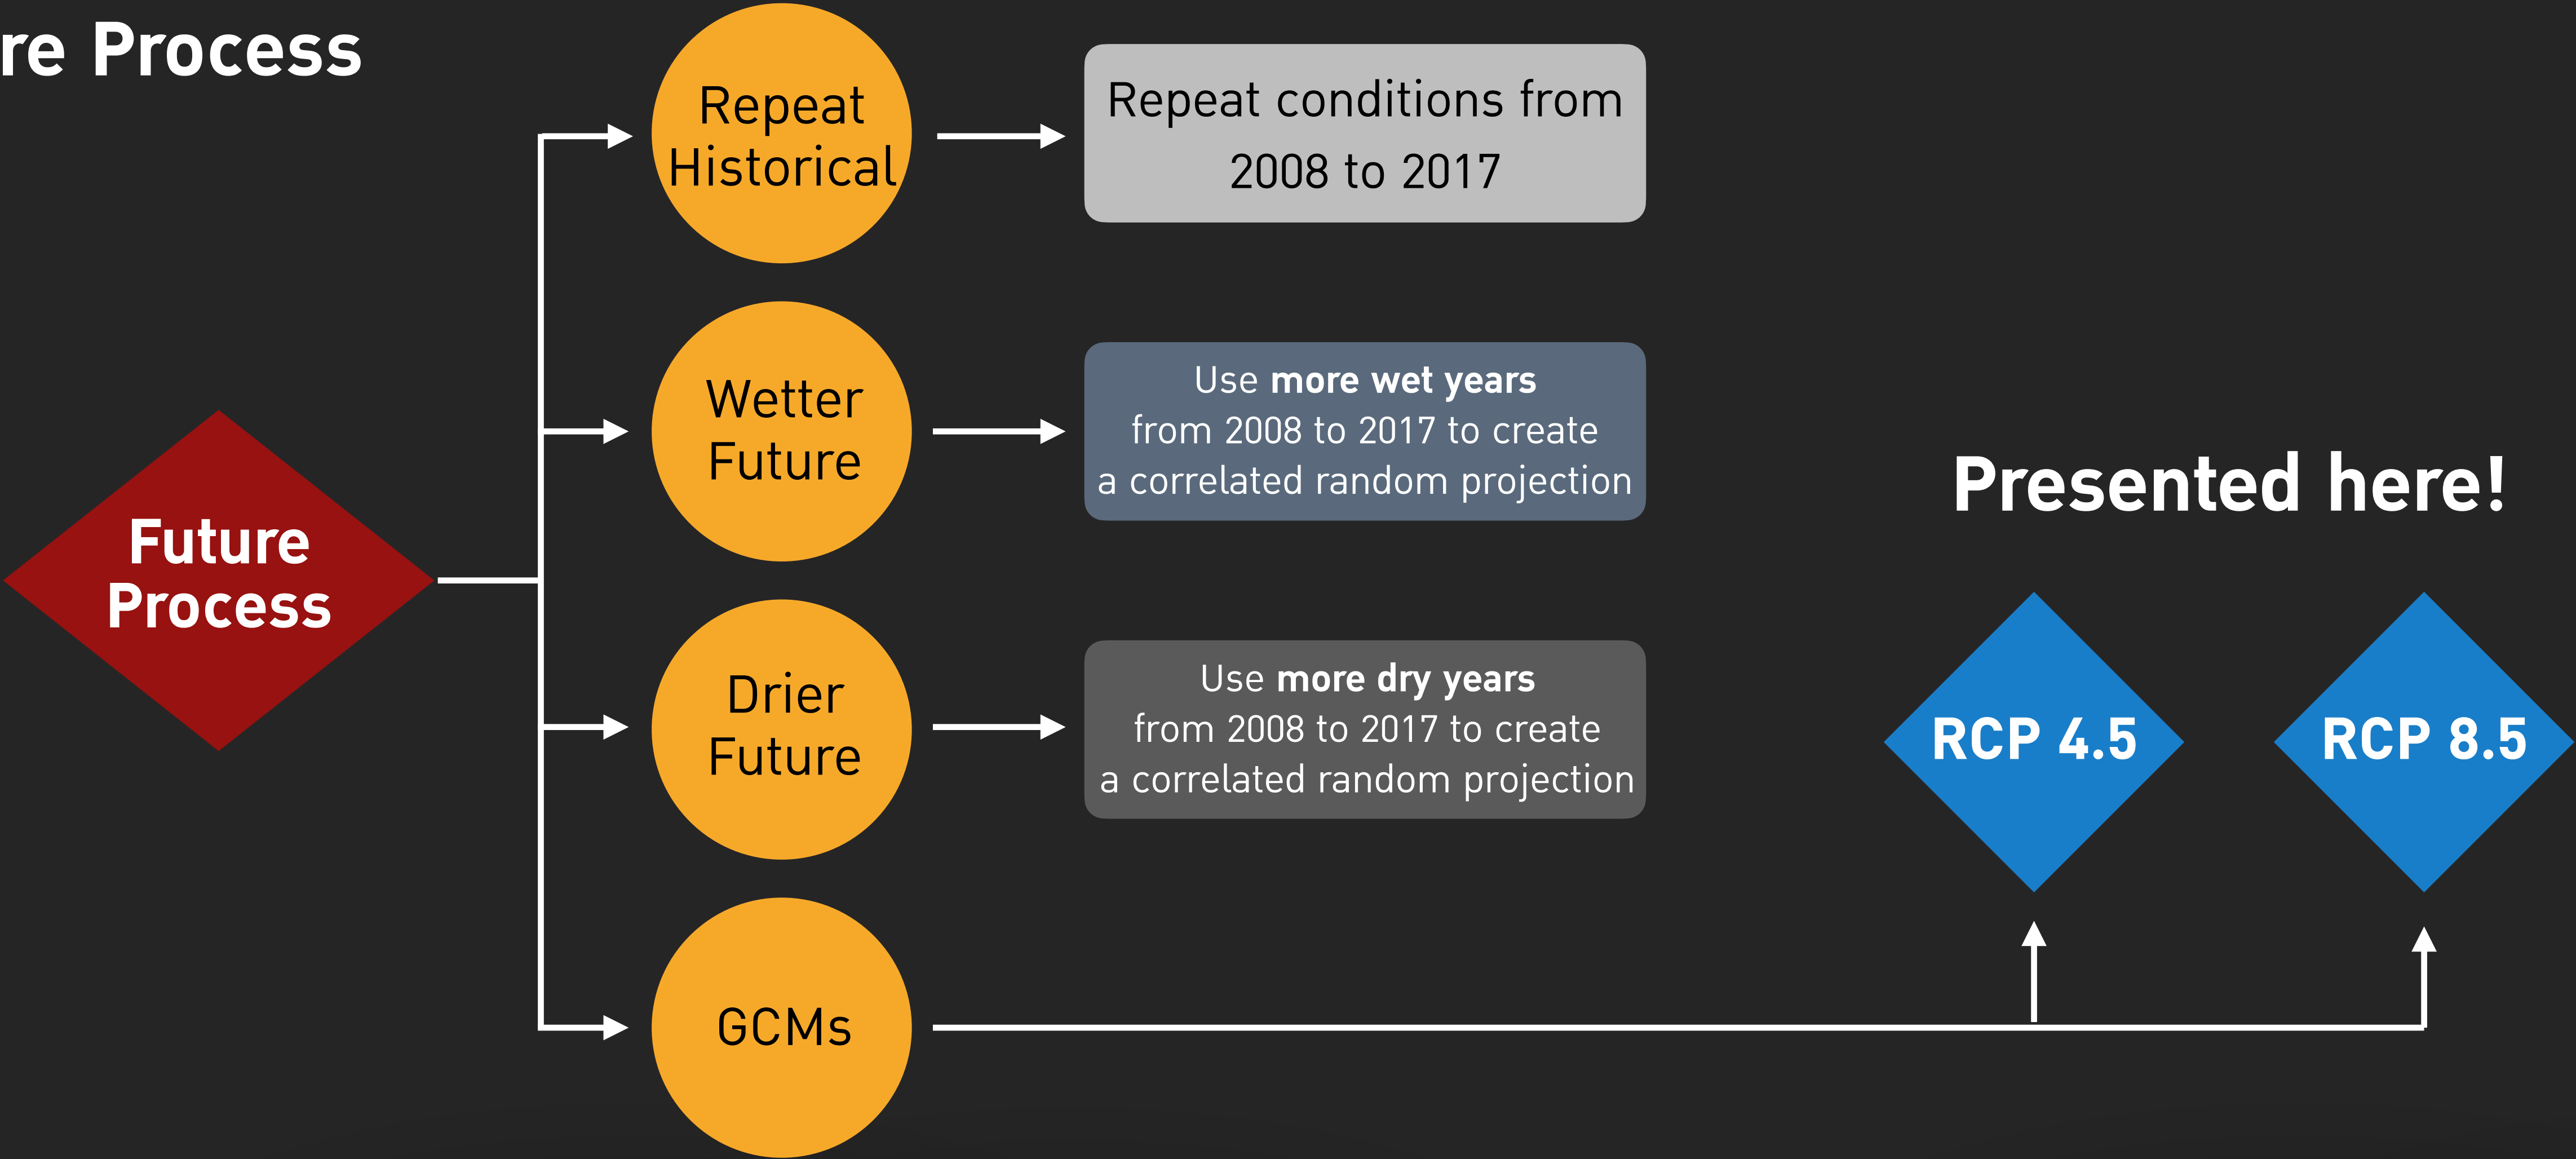 re Process
Repeat
Historical
Repeat conditions from
2008 to 2017
Wetter
Future
Use more wet years
from 2008 to 2017 to create
a correlated random projection
Future
Process
Drier
Future
Use more dry years
from 2008 to 2017 to create
a correlated random projection
GCMs
Presented here!
RCP 4.5
RCP 8.5